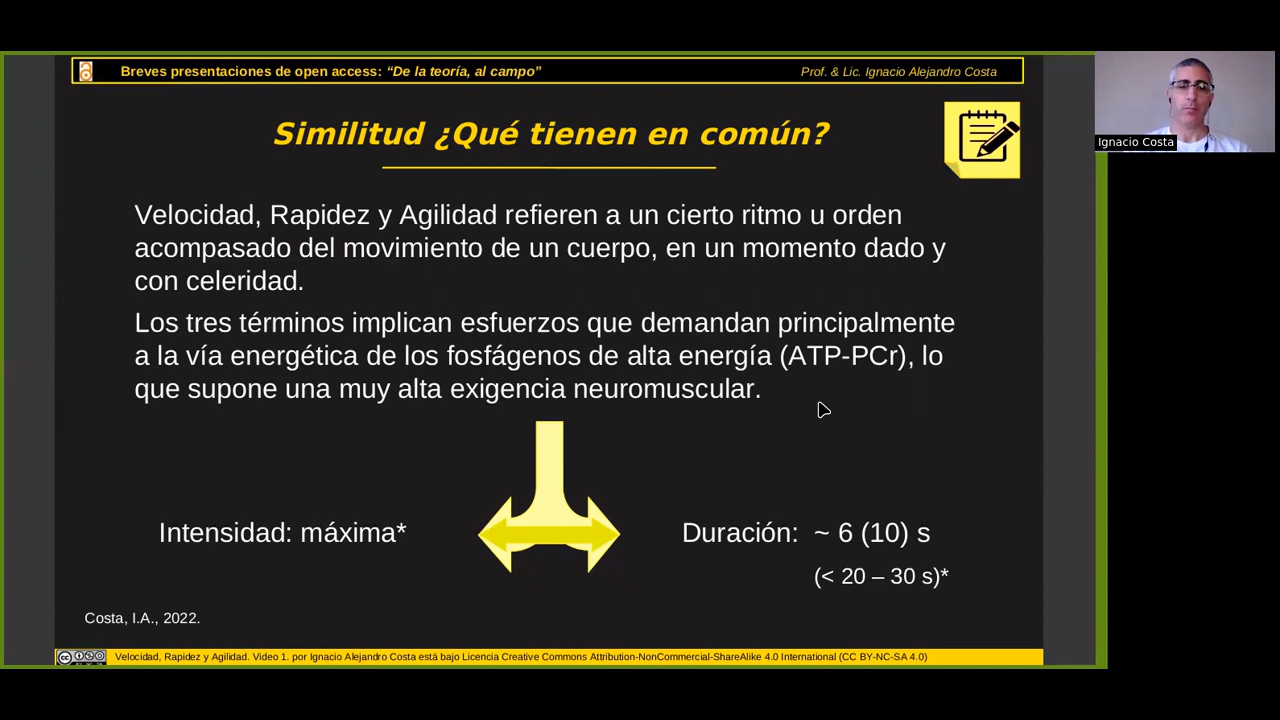 Breves presentaciones de open access: “De la teoría, al campo”
Prof. & Lic. Ignacio Alejandro Costa
Similitud ¿Qué tienen en común?
Ignacio Costa
Velocidad, Rapidez y Agilidad refieren a un cierto ritmo u orden
acompasado del movimiento de un cuerpo, en un momento dado y
con celeridad.
Los tres términos implican esfuerzos que demandan principalmente
a la vía energética de los fosfágenos de alta energía (ATP-PCr), lo
que supone una muy alta exigencia neuromuscular.
Intensidad: máxima*
Duración: ~ 6 (10) s
(< 20 – 30 s)*
Costa, I.A., 2022.
Velocidad, Rapidez y Agilidad. Video 1. por Ignacio Alejandro Costa está bajo Licencia Creative Commons Attribution-NonCommercial-ShareAlike 4.0 International (CC BY-NC-SA 4.0)